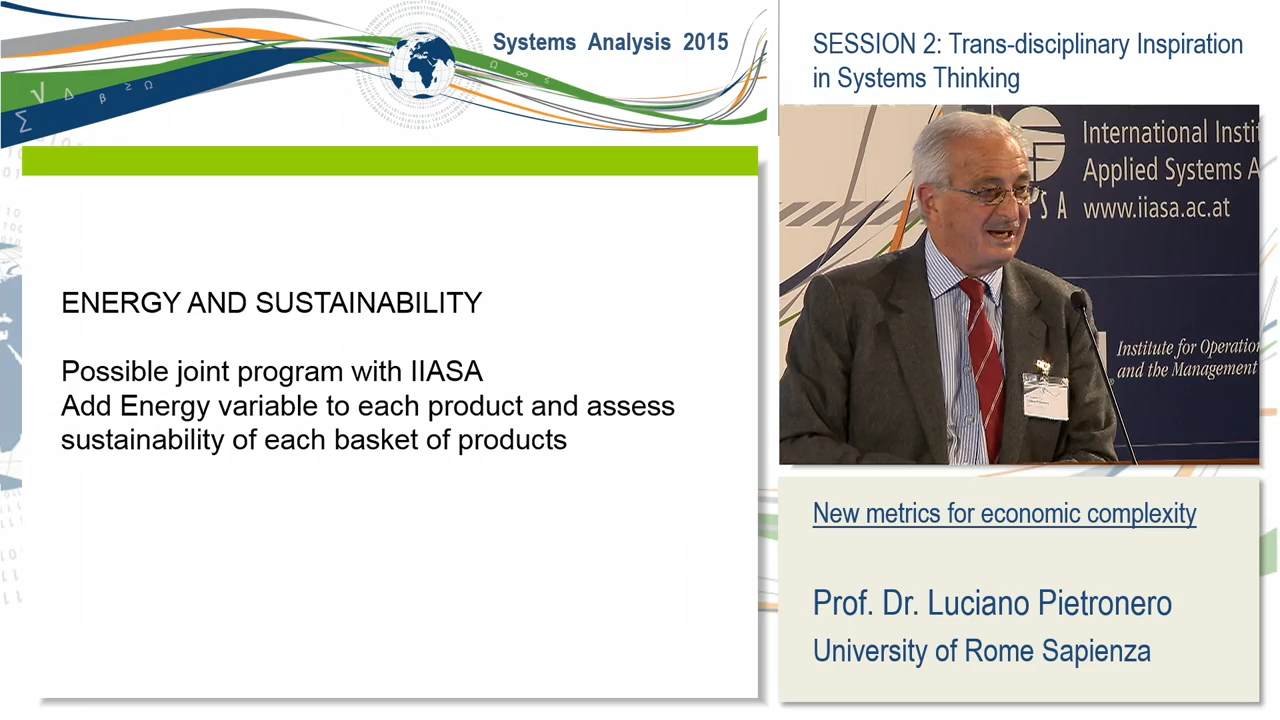 Systems Analysis 2015
ENERGY AND SUSTAINABILITY
Possible joint program with IIASA
Add Energy variable to each product and assess
sustainability of each basket of products
SESSION 2: Trans-disciplinary Inspiration
in Systems Thinking
International Insti
Applied Systems A
S A www.iiasa.ac.at
Institute for Operation
and the Management
New metrics for economic complexity
Prof. Dr. Luciano Pietronero
University of Rome Sapienza